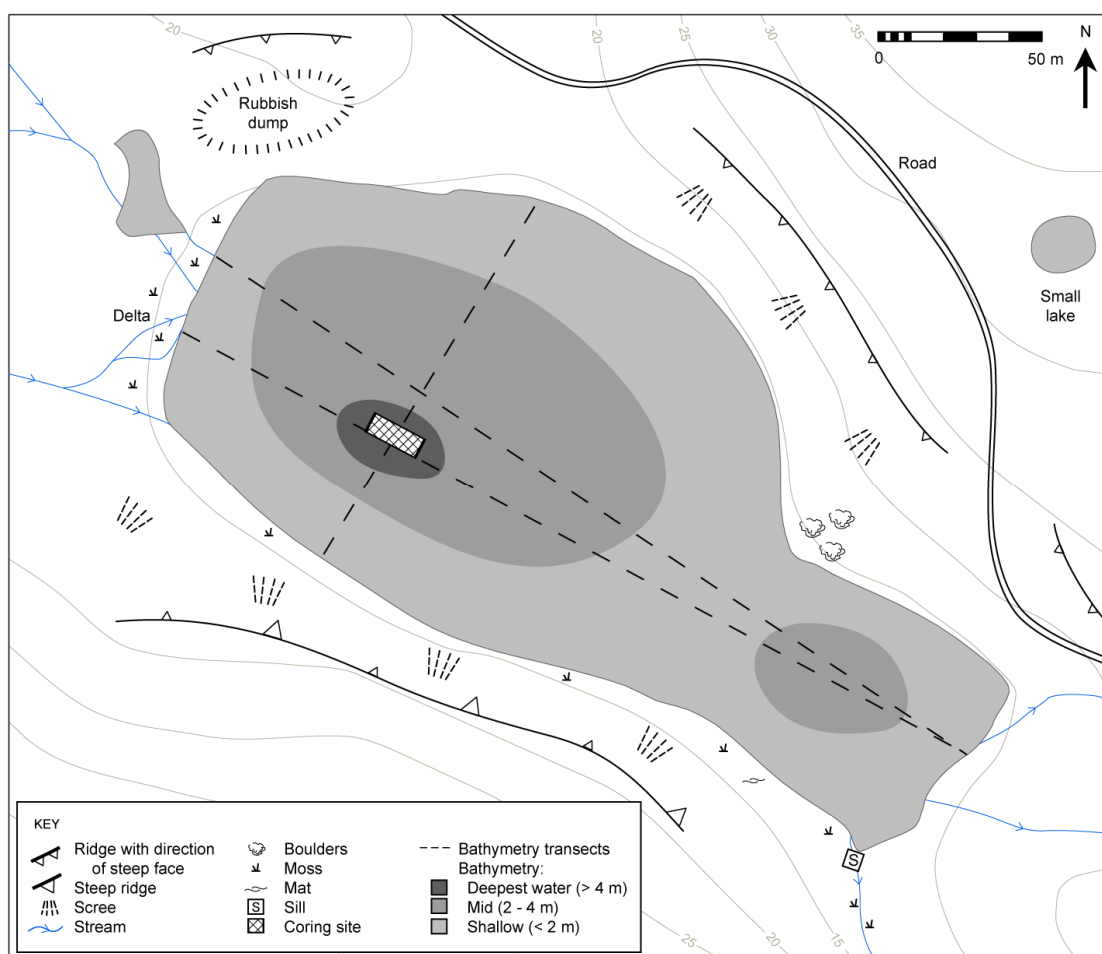 20
20
25
30
35
0
50 m
N
Rubbish
dump
Road
Small
lake
Delta
S
KEY
Ridge with direction
of steep face
Steep ridge
Scree
Stream
Boulders
Moss
Mat
S
Sill
Coring site
Bathymetry transects
Bathymetry:
Deepest water (> 4 m)
Mid (2 - 4 m)
Shallow (< 2 m)
25
20
15